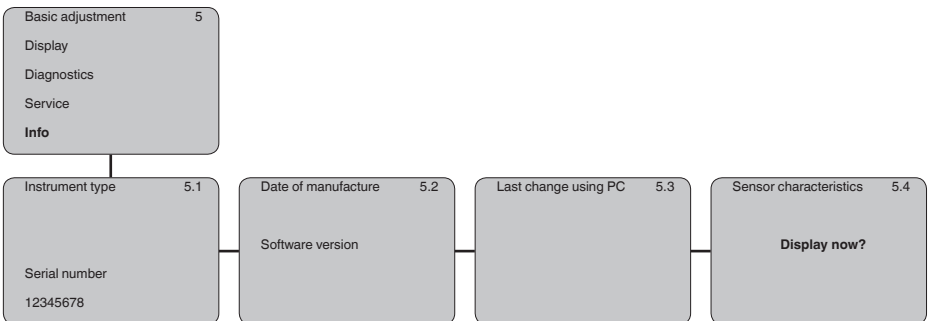 Basic adjustment 5
Display
Diagnostics
Service
Info
Instrument type 5.1
Serial number
12345678
Date of manufacture 5.2
Software version
Last change using PC 5.3
Sensor characteristics 5.4
Display now?